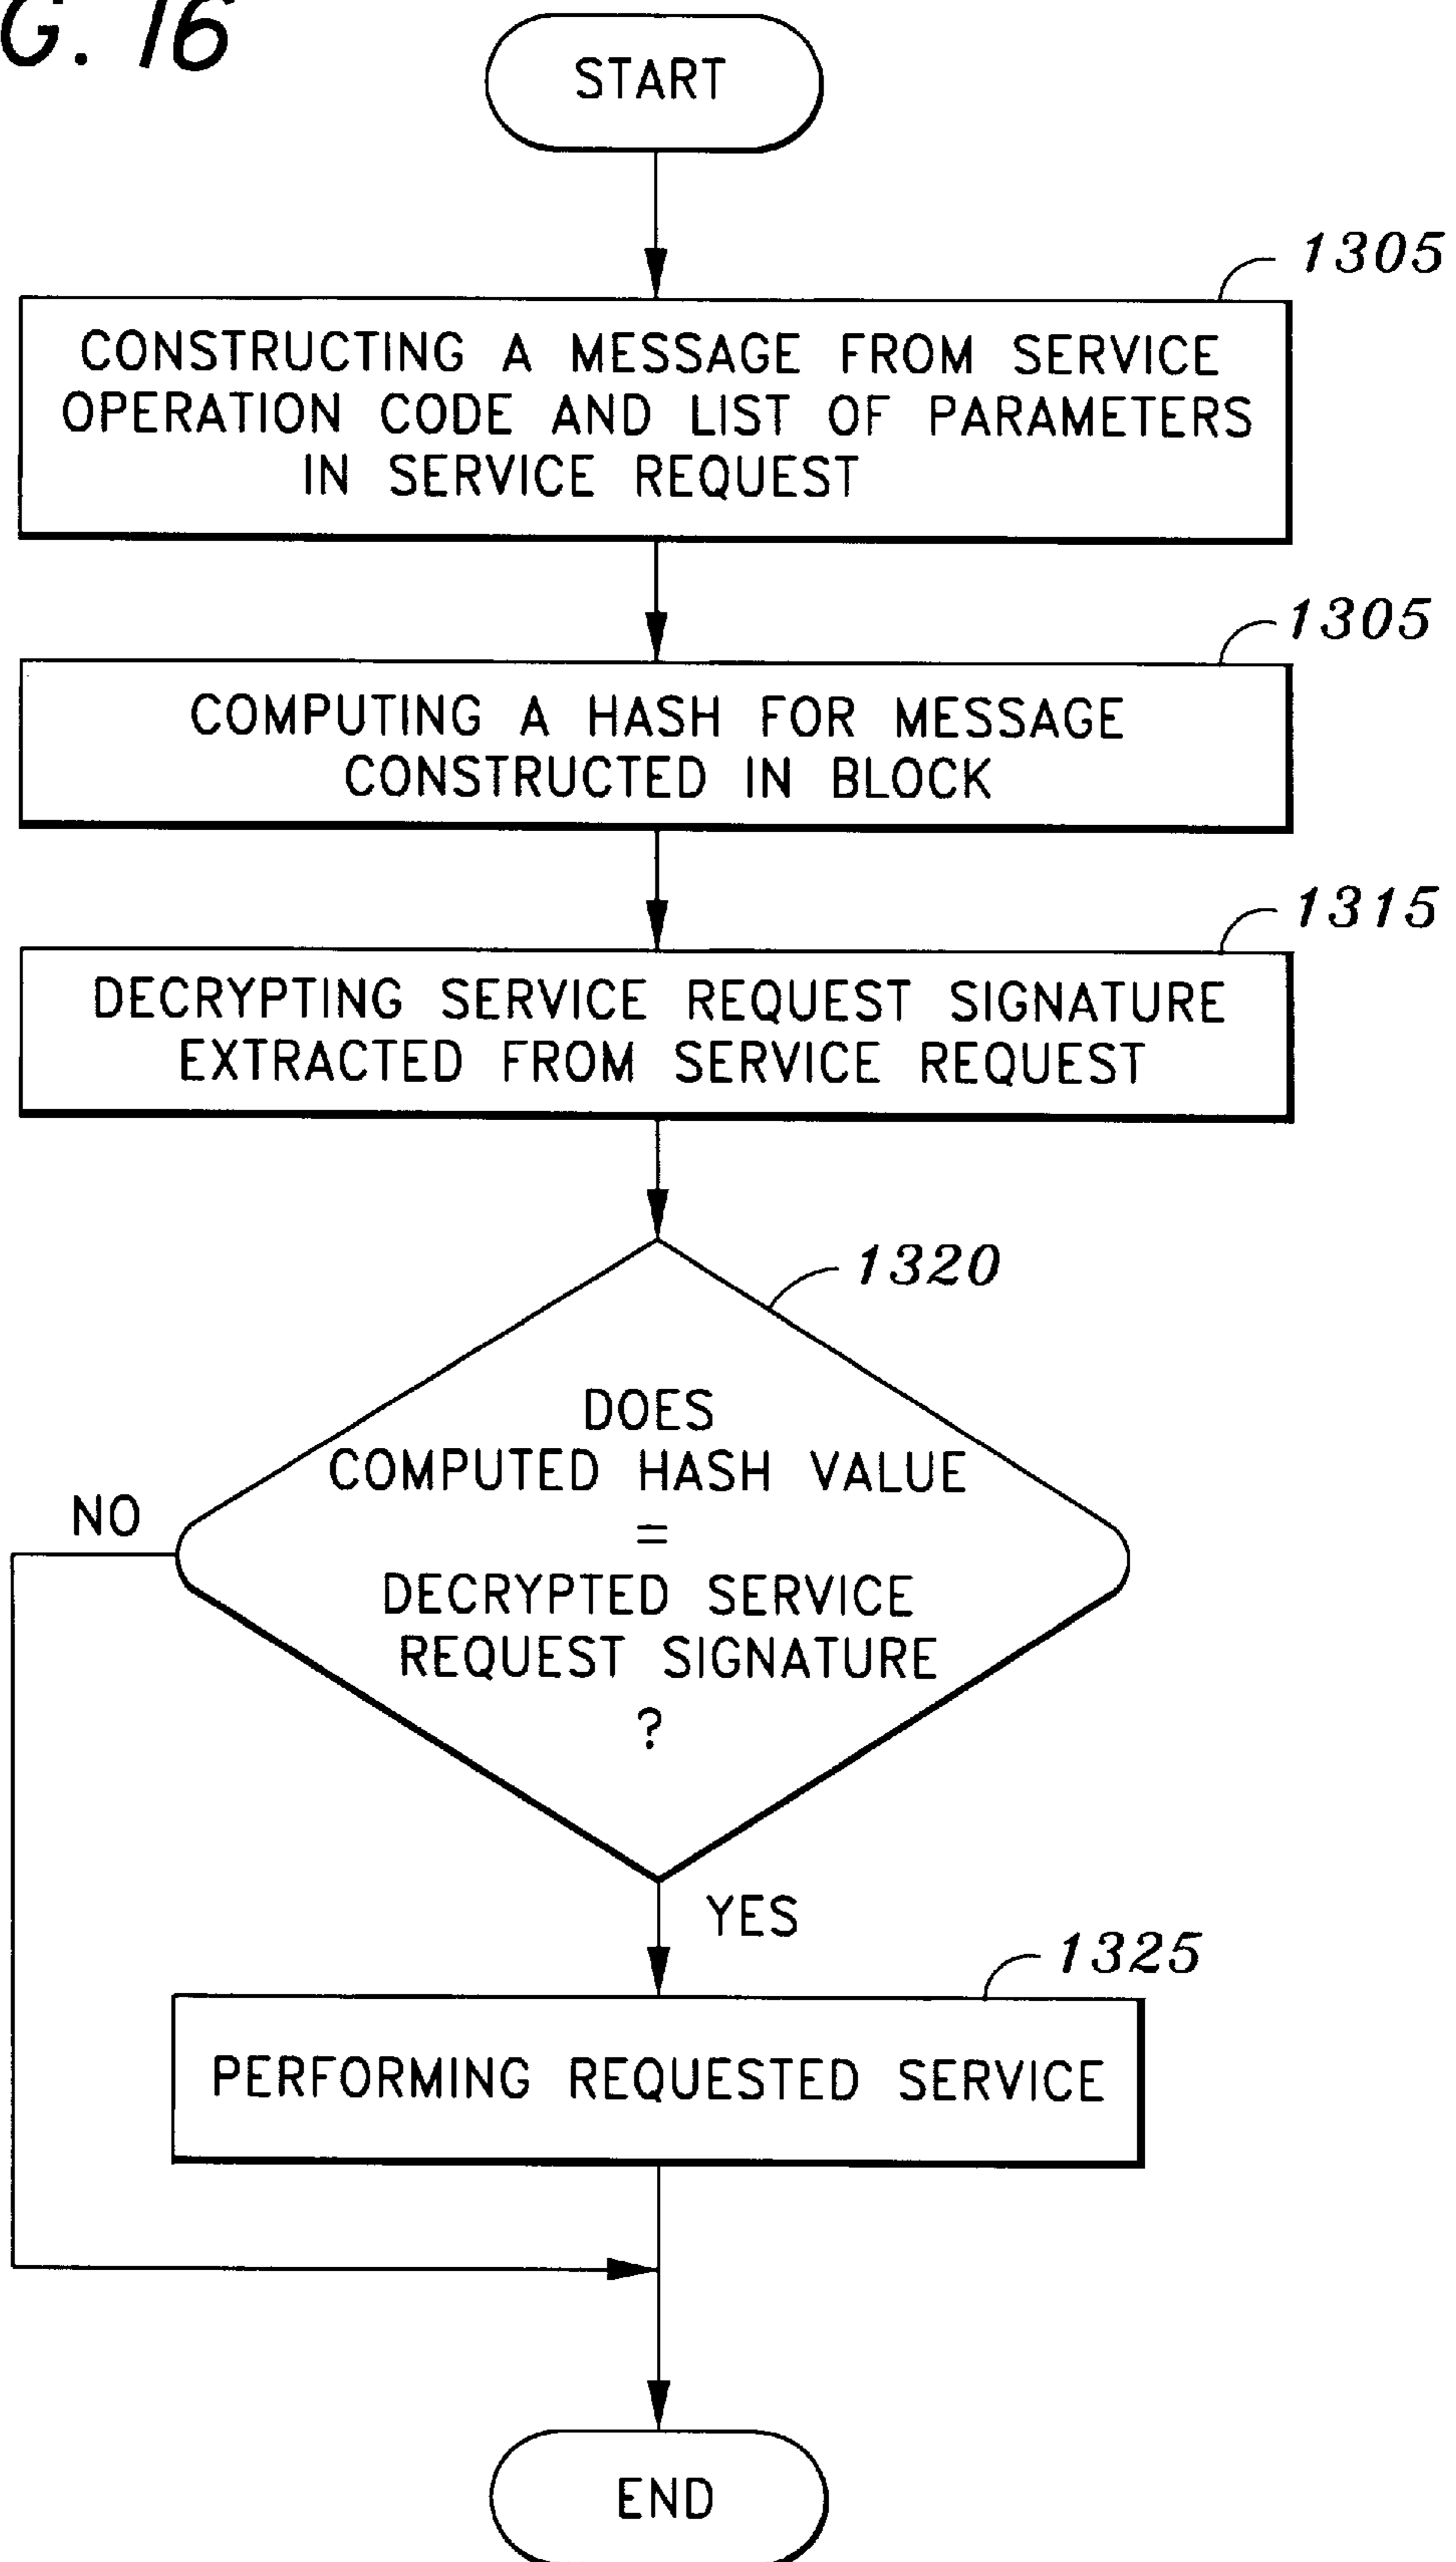 G. 16
START
1305
CONSTRUCTING A MESSAGE FROM SERVICE
OPERATION CODE AND LIST OF PARAMETERS
IN SERVICE REQUEST
1305
COMPUTING A HASH FOR MESSAGE
CONSTRUCTED IN BLOCK
1315
DECRYPTING SERVICE REQUEST SIGNATURE
EXTRACTED FROM SERVICE REQUEST
1320
DOES
COMPUTED HASH VALUE
=
DECRYPTED SERVICE
REQUEST SIGNATURE
?
NO
YES
1325
PERFORMING REQUESTED SERVICE
END